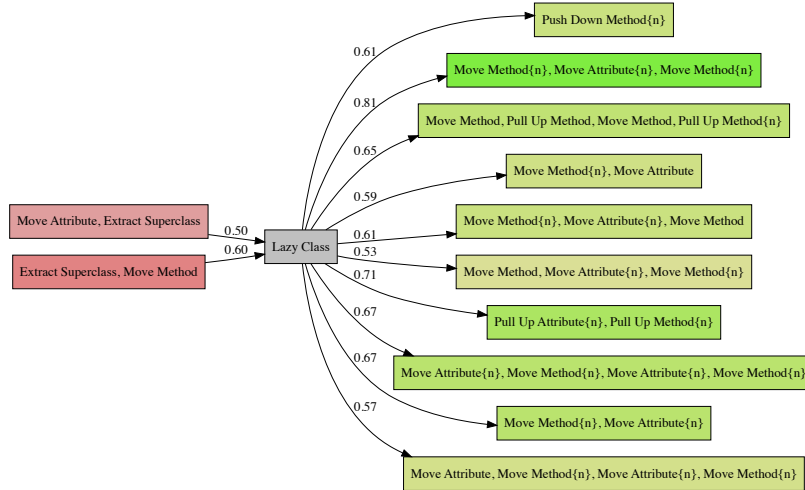 Push Down Method{n}
0.61
Move Method{n}, Move Attribute{n}, Move Method{n}
0.81
Move Method, Pull Up Method, Move Method, Pull Up Method{n}
0.65
Move Method{n}, Move Attribute
0.59
Move Attribute, Extract Superclass
0.50
Move Method{n}, Move Attribute{n}, Move Method
0.61
Lazy Class
0.53
Extract Superclass, Move Method
0.60
Move Method, Move Attribute{n}, Move Method{n}
0.71
Pull Up Attribute{n}, Pull Up Method{n}
0.67
Move Attribute{n}, Move Method{n}, Move Attribute{n}, Move Method{n}
0.67
Move Method{n}, Move Attribute{n}
0.57
Move Attribute, Move Method{n}, Move Attribute{n}, Move Method{n}